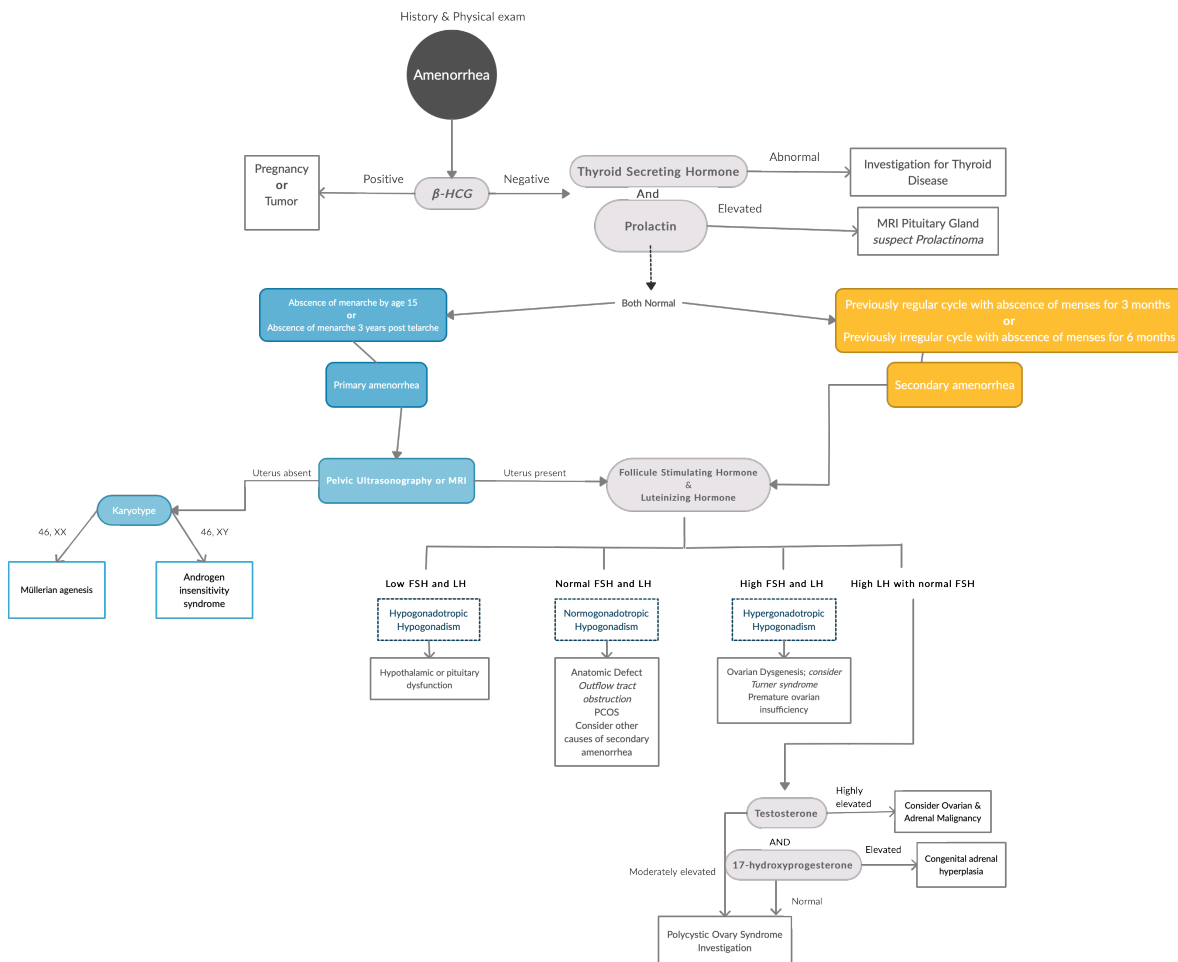 History & Physical exam
Amenorrhea
Pregnancy
or
Tumor
Positive
β-HCG
Negative
Thyroid Secreting Hormone
And
Prolactin
Abnormal
Investigation for Thyroid
Disease
Elevated
MRI Pituitary Gland
suspect Prolactinoma
Both Normal
Absence of menarche by age 15
or
Absence of menarche 3 years post telarche
Primary amenorrhea
Previously regular cycle with absence of menses for 3 months
or
Previously irregular cycle with absence of menses for 6 months
Secondary amenorrhea
Uterus absent
Pelvic Ultrasonography or MRI
Uterus present
Follicule Stimulating Hormone
&
Luteinizing Hormone
Karyotype
46, XX
46, XY
Müllerian agenesis
Androgen
insensitivity
syndrome
Low FSH and LH
Normal FSH and LH
High FSH and LH
High LH with normal FSH
Hypogonadotropic
Hypogonadism
Normogonadotropic
Hypogonadism
Hypergonadotropic
Hypogonadism
Hypothalamic or pituitary
dysfunction
Anatomic Defect
Outflow tract
obstruction
PCOS
Consider other
causes of secondary
amenorrhea
Ovarian Dysgenesis; consider
Turner syndrome
Premature ovarian
insufficiency
Testosterone
Highly
elevated
Consider Ovarian &
Adrenal Malignancy
AND
17-hydroxyprogesterone
Elevated
Congenital adrenal
hyperplasia
Moderately elevated
Normal
Polycystic Ovary Syndrome
Investigation